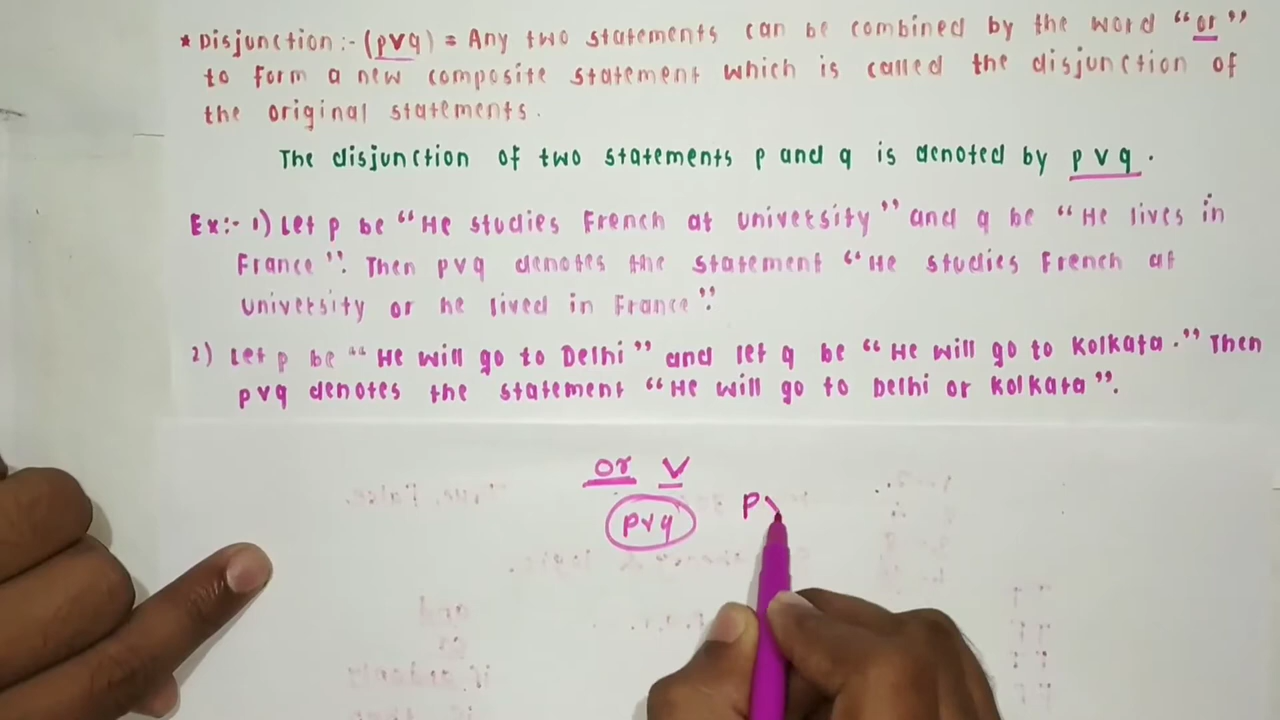 * Disjunction :- (pvq) = Any two statements can be combined by the word "or"
to form a new composite statement which is called the disjunction of
the original statements.
The disjunction of two statements p and q is denoted by p v q .
Ex:- 1) Let p be "He studies French at university" and q be "He lives in
France". Then pvq denotes the statement "He studies French at
university or he lived in France".
2) Let p be "He will go to Delhi" and let q be "He will go to Kolkata." Then
pvq denotes the statement "He will go to Delhi or Kolkata".
or v
pvq
p